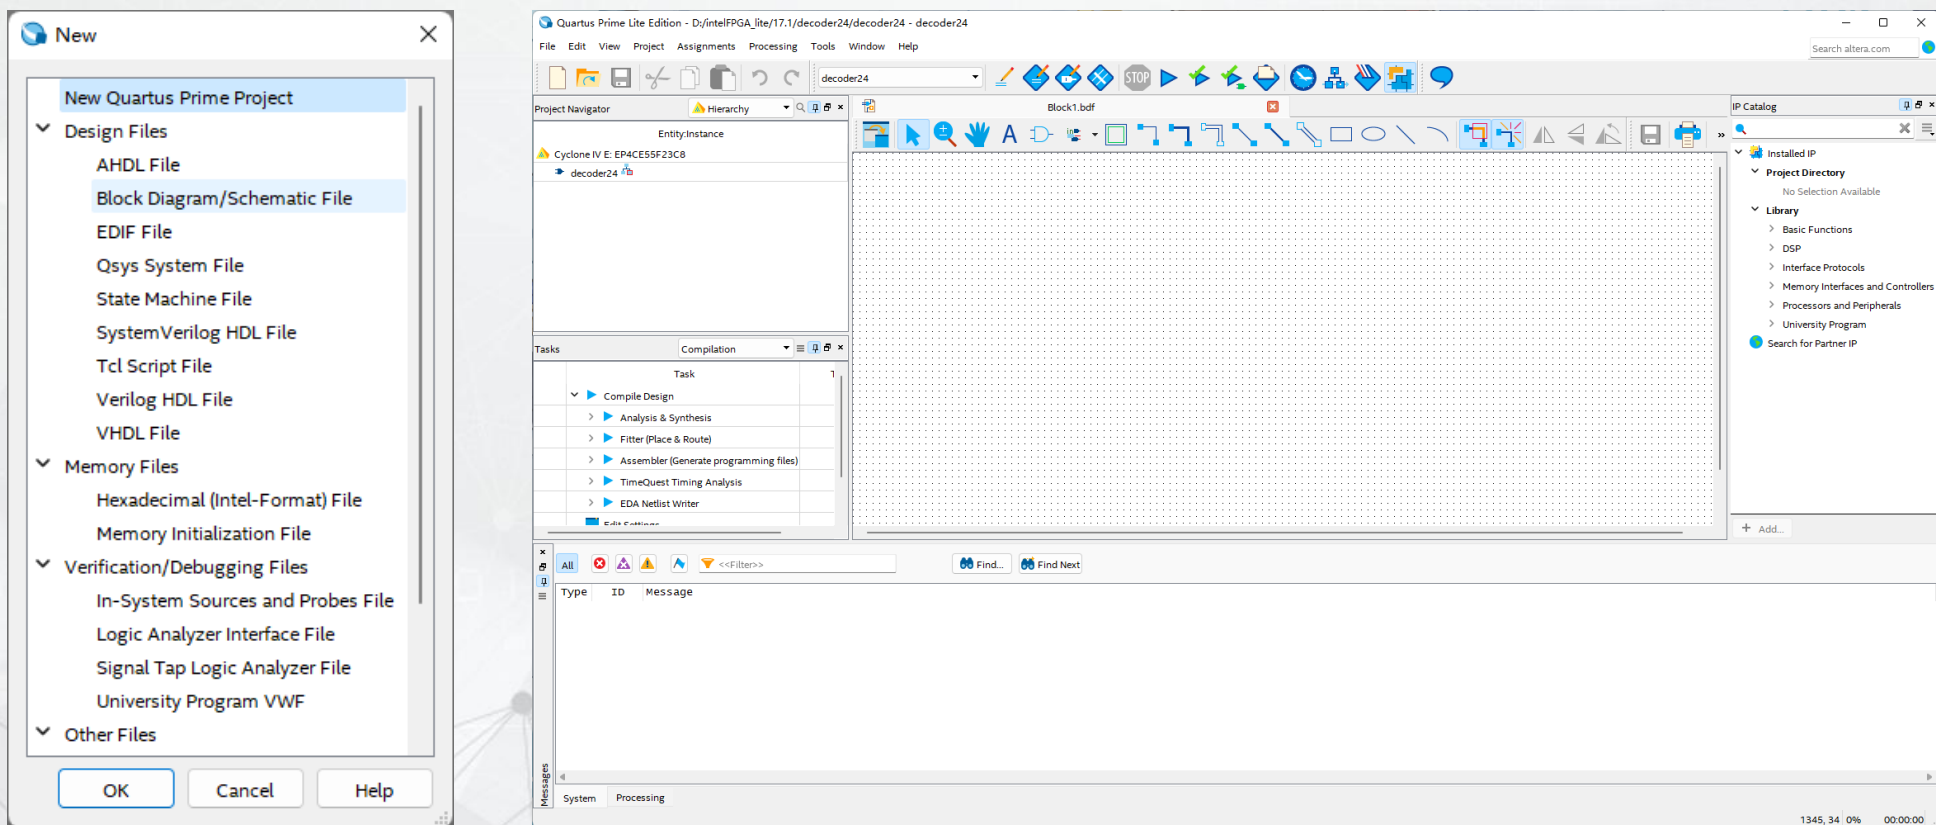 New
New Quartus Prime Project
Design Files
AHDL File
Block Diagram/Schematic File
EDIF File
Qsys System File
State Machine File
SystemVerilog HDL File
Tcl Script File
Verilog HDL File
VHDL File
Memory Files
Hexadecimal (Intel-Format) File
Memory Initialization File
Verification/Debugging Files
In-System Sources and Probes File
Logic Analyzer Interface File
Signal Tap Logic Analyzer File
University Program VWF
Other Files
OK Cancel Help
Quartus Prime Lite Edition - D:/intelFPGA_lite/17.1/decoder24/decoder24 - decoder24
File Edit View Project Assignments Processing Tools Window Help
Search altera.com
decoder24
STOP
Project Navigator Hierarchy
Entity:Instance
Cyclone IV E: EP4CE55F23C8
decoder24
Tasks Compilation
Task T
Compile Design
Analysis & Synthesis
Fitter (Place & Route)
Assembler (Generate programming files)
TimeQuest Timing Analysis
EDA Netlist Writer
Edit Settings
Block1.bdf
A
IP Catalog
Installed IP
Project Directory
No Selection Available
Library
Basic Functions
DSP
Interface Protocols
Memory Interfaces and Controllers
Processors and Peripherals
University Program
Search for Partner IP
+ Add...
All <<Filter>> Find... Find Next
Type ID Message
Messages
System Processing
1345, 34 0% 00:00:00